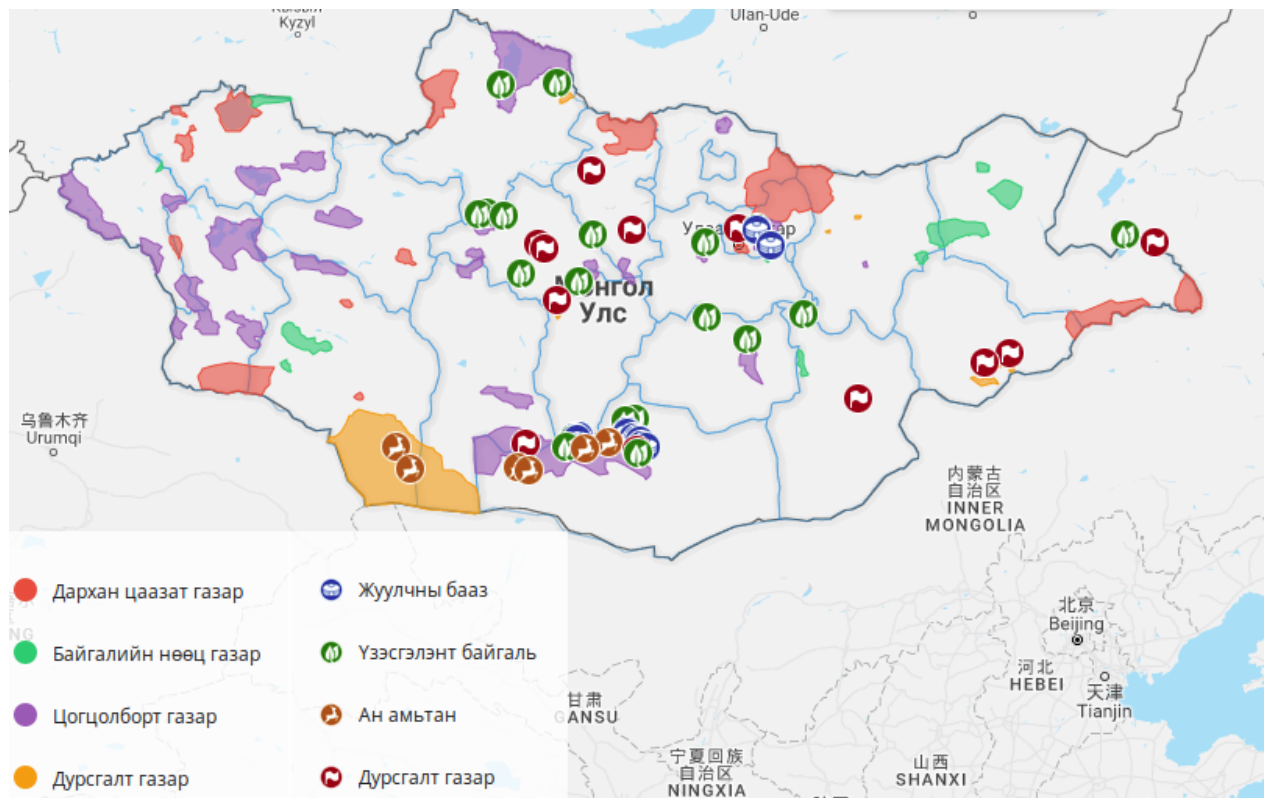 Кызыл
Kyzyl
Ulan-Ude
Монгол
Улс
乌鲁木齐
Urumqi
内蒙古
自治区
INNER
MONGOLIA
北京
Beijing
河北
HEBEI
天津
Tianjin
甘肃
GANSU
宁夏回族
自治区
NINGXIA
山西
SHANXI
NG
Дархан цаазат газар
Байгалийн нөөц газар
Цогцолборт газар
Дурсгалт газар
Жуулчны бааз
Үзэсгэлэнт байгаль
Ан амьтан
Дурсгалт газар